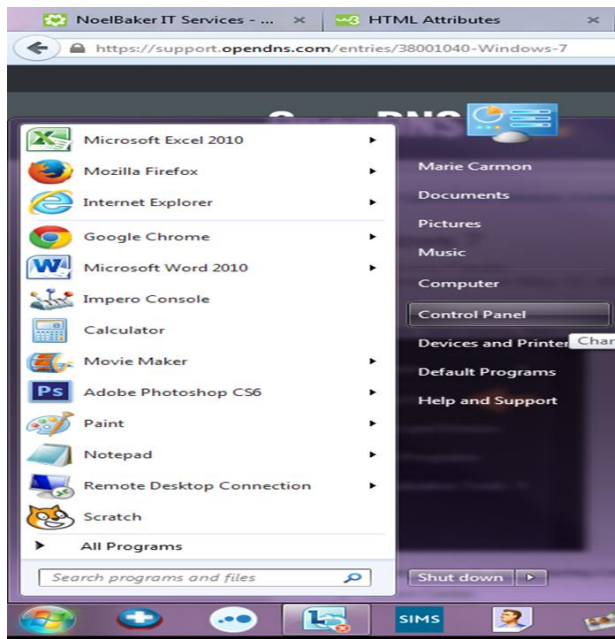 NoelBaker IT Services - ...
HTML Attributes
https://support.opendns.com/entries/38001040-Windows-7
DNS
Microsoft Excel 2010
Mozilla Firefox
Internet Explorer
Google Chrome
Microsoft Word 2010
Impero Console
Calculator
Movie Maker
Ps Adobe Photoshop CS6
Paint
Notepad
Remote Desktop Connection
Scratch
All Programs
Search programs and files
Marie Carmon
Documents
Pictures
Music
Computer
Control Panel
Devices and Printer
Default Programs
Help and Support
Shut down
SIMS